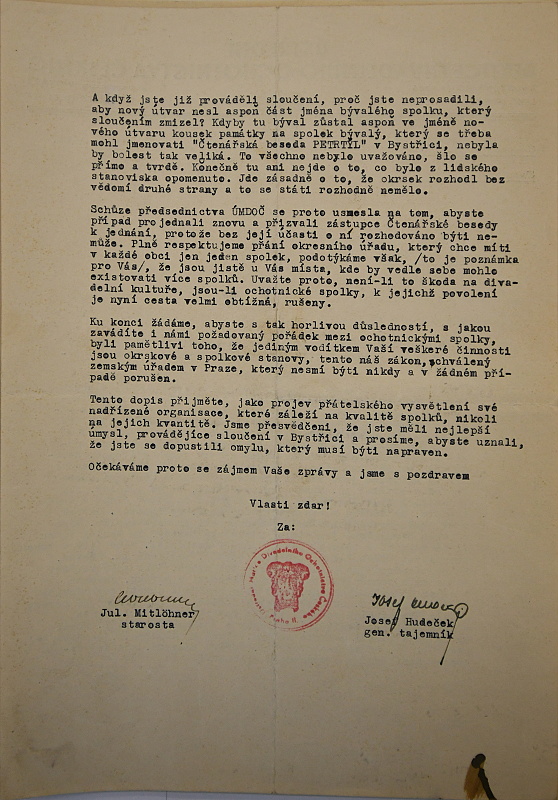 A když jste již prováděli sloučení, proč jste neprosadili,
aby nový útvar nesl aspoň část jména bývalého spolku, který
sloučením zmizel? Kdyby tu býval zůstal aspoň ve jméně no-
vého útvaru kousek památky na spolek bývalý, který se třeba
mohl jmenovati "Čtenářská beseda PETRTÝL" v Bystřici, nebyla
by bolest tak veliká. To všechno nebylo uvažováno, šlo se
přímo a tvrdě. Konečně tu ani nejde o to, co bylo z lidského
stanoviska opomenuto. Jde zásadně o to, že okrsek rozhodl bez
vědomí druhé strany a to se státi rozhodně nemělo.
Schůze předsednictva ÚMDOČ se proto usnesla na tom, abyste
případ projednali znovu a přizvali zástupce Čtenářské besedy
k jednání, protože bez její účasti o ní rozhodováno býti ne-
může. Plně respektujeme přání okresního úřadu, který chce míti
v každé obci jen jeden spolek, podotýkáme však, /to je poznámka
pro Vás/, že jsou jistě u Vás místa, kde by vedle sebe mohlo
existovati více spolků. Uvažte proto, není-li to škoda na diva-
delní kultuře, jsou-li ochotnické spolky, k jejichž povolení
je nyní cesta velmi obtížná, rušeny.
Ku konci žádáme, abyste s tak horlivou důsledností, s jakou
zavádíte i námi požadovaný pořádek mezi ochotnickými spolky,
byli pamětlivi toho, že jediným vodítkem Vaší veškeré činnosti
jsou okrskové a spolkové stanovy, tento náš zákon, schválený
zemským úřadem v Praze, který nesmí býti nikdy a v žádném pří-
padě porušen.
Tento dopis přijměte, jako projev přátelského vysvětlení své
nadřízené organisace, které záleží na kvalitě spolků, nikoli
na jejich kvantitě. Jsme přesvědčeni, že jste měli nejlepší
úmysl, provádějíce sloučení v Bystřici a prosíme, abyste uznali,
že jste se dopustili omylu, který musí býti napraven.
Očekáváme proto se zájmem Vaše zprávy a jsme s pozdravem
Vlasti zdar!
Za:
Matice Divadelního Ochotnictva Českého
Praha II.
Jul. Mitlöhner
starosta
Josef Hudeček
gen. tajemník